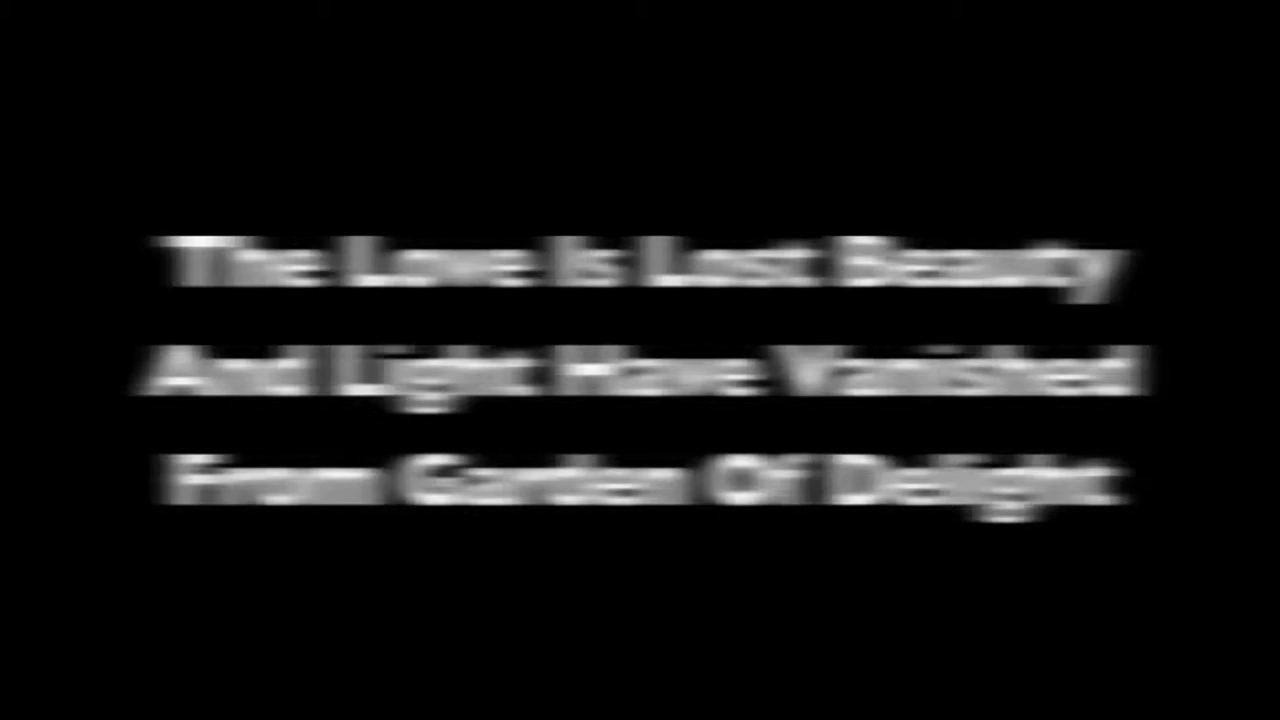 The Love Is Lost Beauty
And Light Have Vanished
From Garden Of Delight